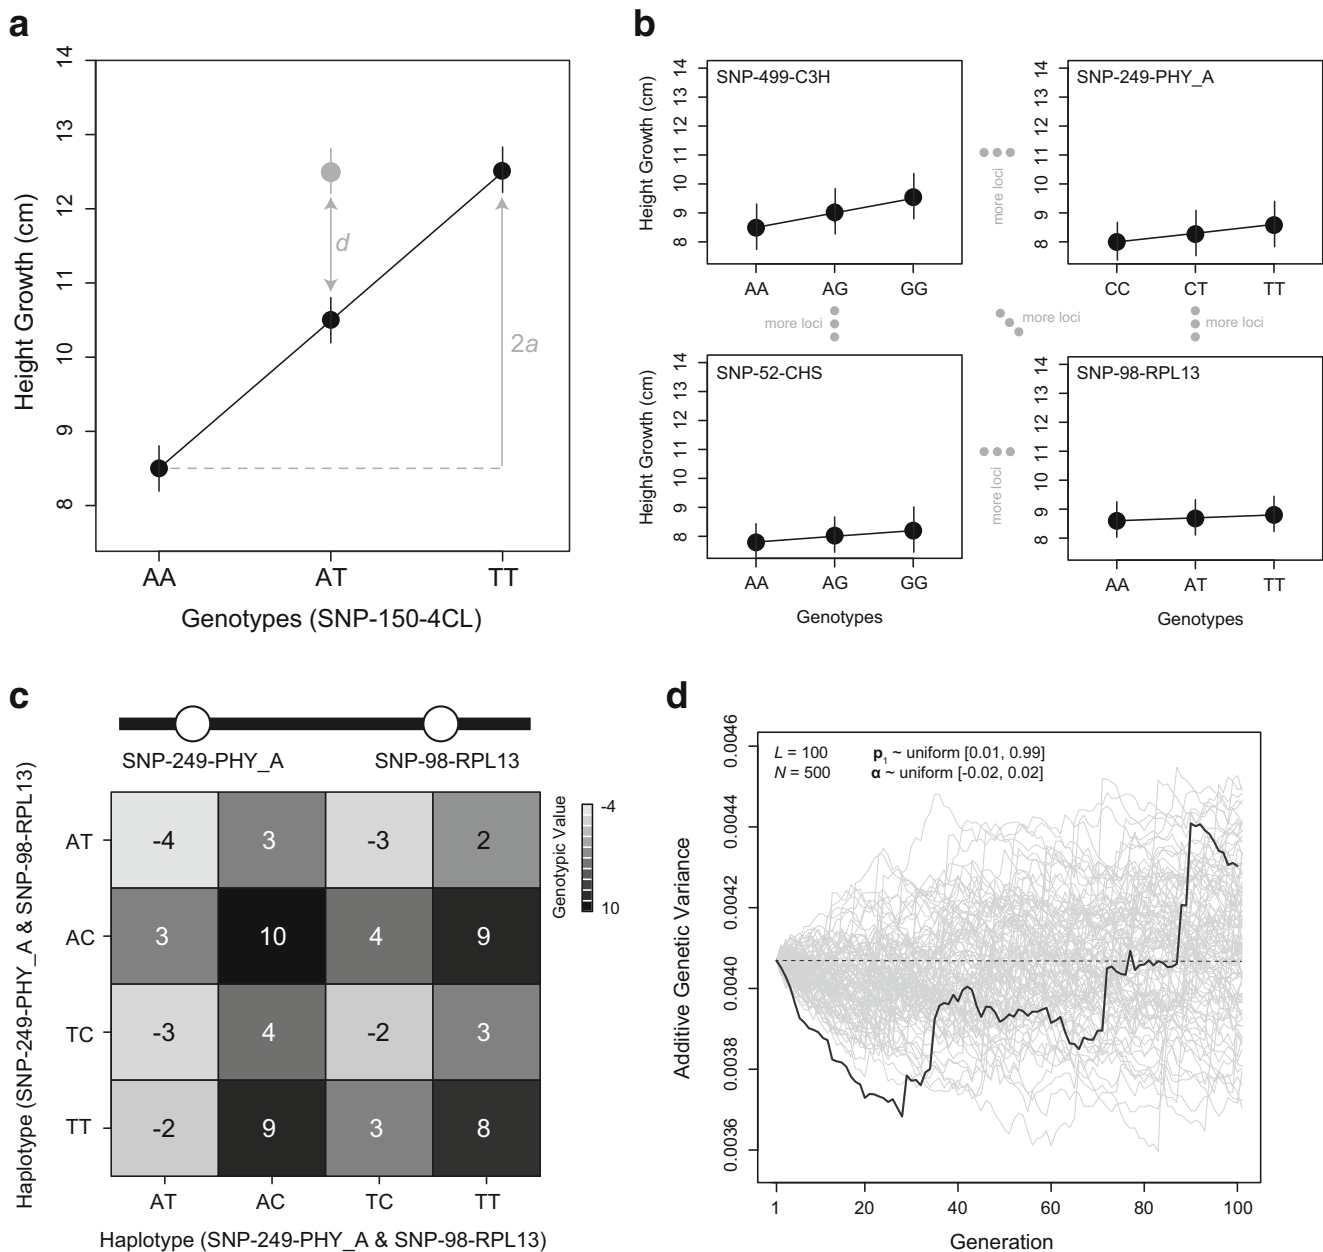 a
14
13
12
11
10
9
8
Height Growth (cm)
d
2a
AA AT TT
Genotypes (SNP-150-4CL)
b
SNP-499-C3H
14
13
12
11
10
9
8
Height Growth (cm)
AA AG GG
more loci
SNP-249-PHY_A
14
13
12
11
10
9
8
CC CT TT
more loci
more loci
more loci
SNP-52-CHS
14
13
12
11
10
9
8
Height Growth (cm)
AA AG GG
Genotypes
more loci
SNP-98-RPL13
14
13
12
11
10
9
8
AA AT TT
Genotypes
c
SNP-249-PHY_A SNP-98-RPL13
Haplotype (SNP-249-PHY_A & SNP-98-RPL13)
AT -4 3 -3 2
AC 3 10 4 9
TC -3 4 -2 3
TT -2 9 3 8
AT AC TC TT
Haplotype (SNP-249-PHY_A & SNP-98-RPL13)
Genotypic Value
-4
10
d
L = 100 p1 ~ uniform [0.01, 0.99]
N = 500 α ~ uniform [-0.02, 0.02]
0.0046
0.0044
0.0042
0.0040
0.0038
0.0036
Additive Genetic Variance
1 20 40 60 80 100
Generation